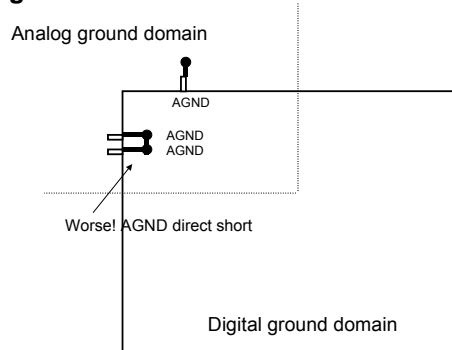 Analog ground domain
AGND
AGND
AGND
Worse! AGND direct short
Digital ground domain